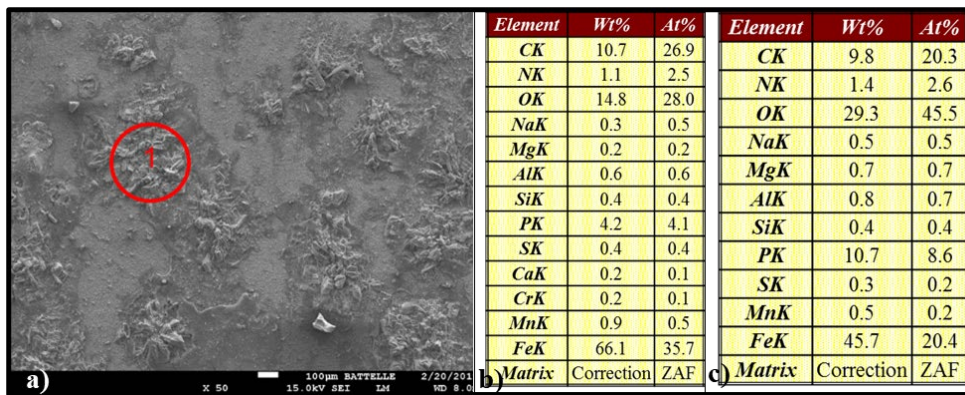 1
a)
100µm BATTELLE 2/20/201
X 50 15.0kV SEI LM WD 8.0
b)
Element Wt% At%
CK 10.7 26.9
NK 1.1 2.5
OK 14.8 28.0
NaK 0.3 0.5
MgK 0.2 0.2
AlK 0.6 0.6
SiK 0.4 0.4
PK 4.2 4.1
SK 0.4 0.4
CaK 0.2 0.1
CrK 0.2 0.1
MnK 0.9 0.5
FeK 66.1 35.7
Matrix Correction ZAF
c)
Element Wt% At%
CK 9.8 20.3
NK 1.4 2.6
OK 29.3 45.5
NaK 0.5 0.5
MgK 0.7 0.7
AlK 0.8 0.7
SiK 0.4 0.4
PK 10.7 8.6
SK 0.3 0.2
MnK 0.5 0.2
FeK 45.7 20.4
Matrix Correction ZAF